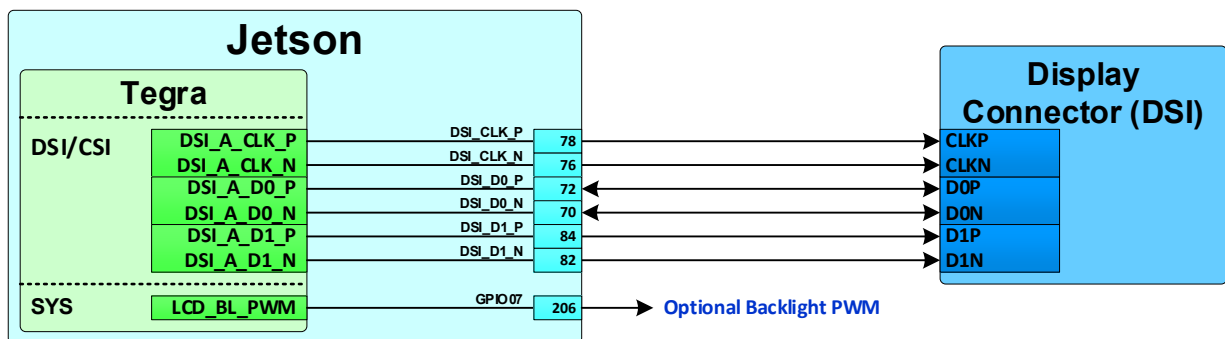 Jetson
Tegra
Display
Connector (DSI)
DSI/CSI
DSI_A_CLK_P DSI_CLK_P 78 CLKP
DSI_A_CLK_N DSI_CLK_N 76 CLKN
DSI_A_D0_P DSI_D0_P 72 D0P
DSI_A_D0_N DSI_D0_N 70 D0N
DSI_A_D1_P DSI_D1_P 84 D1P
DSI_A_D1_N DSI_D1_N 82 D1N
SYS LCD_BL_PWM GPIO07 206 Optional Backlight PWM